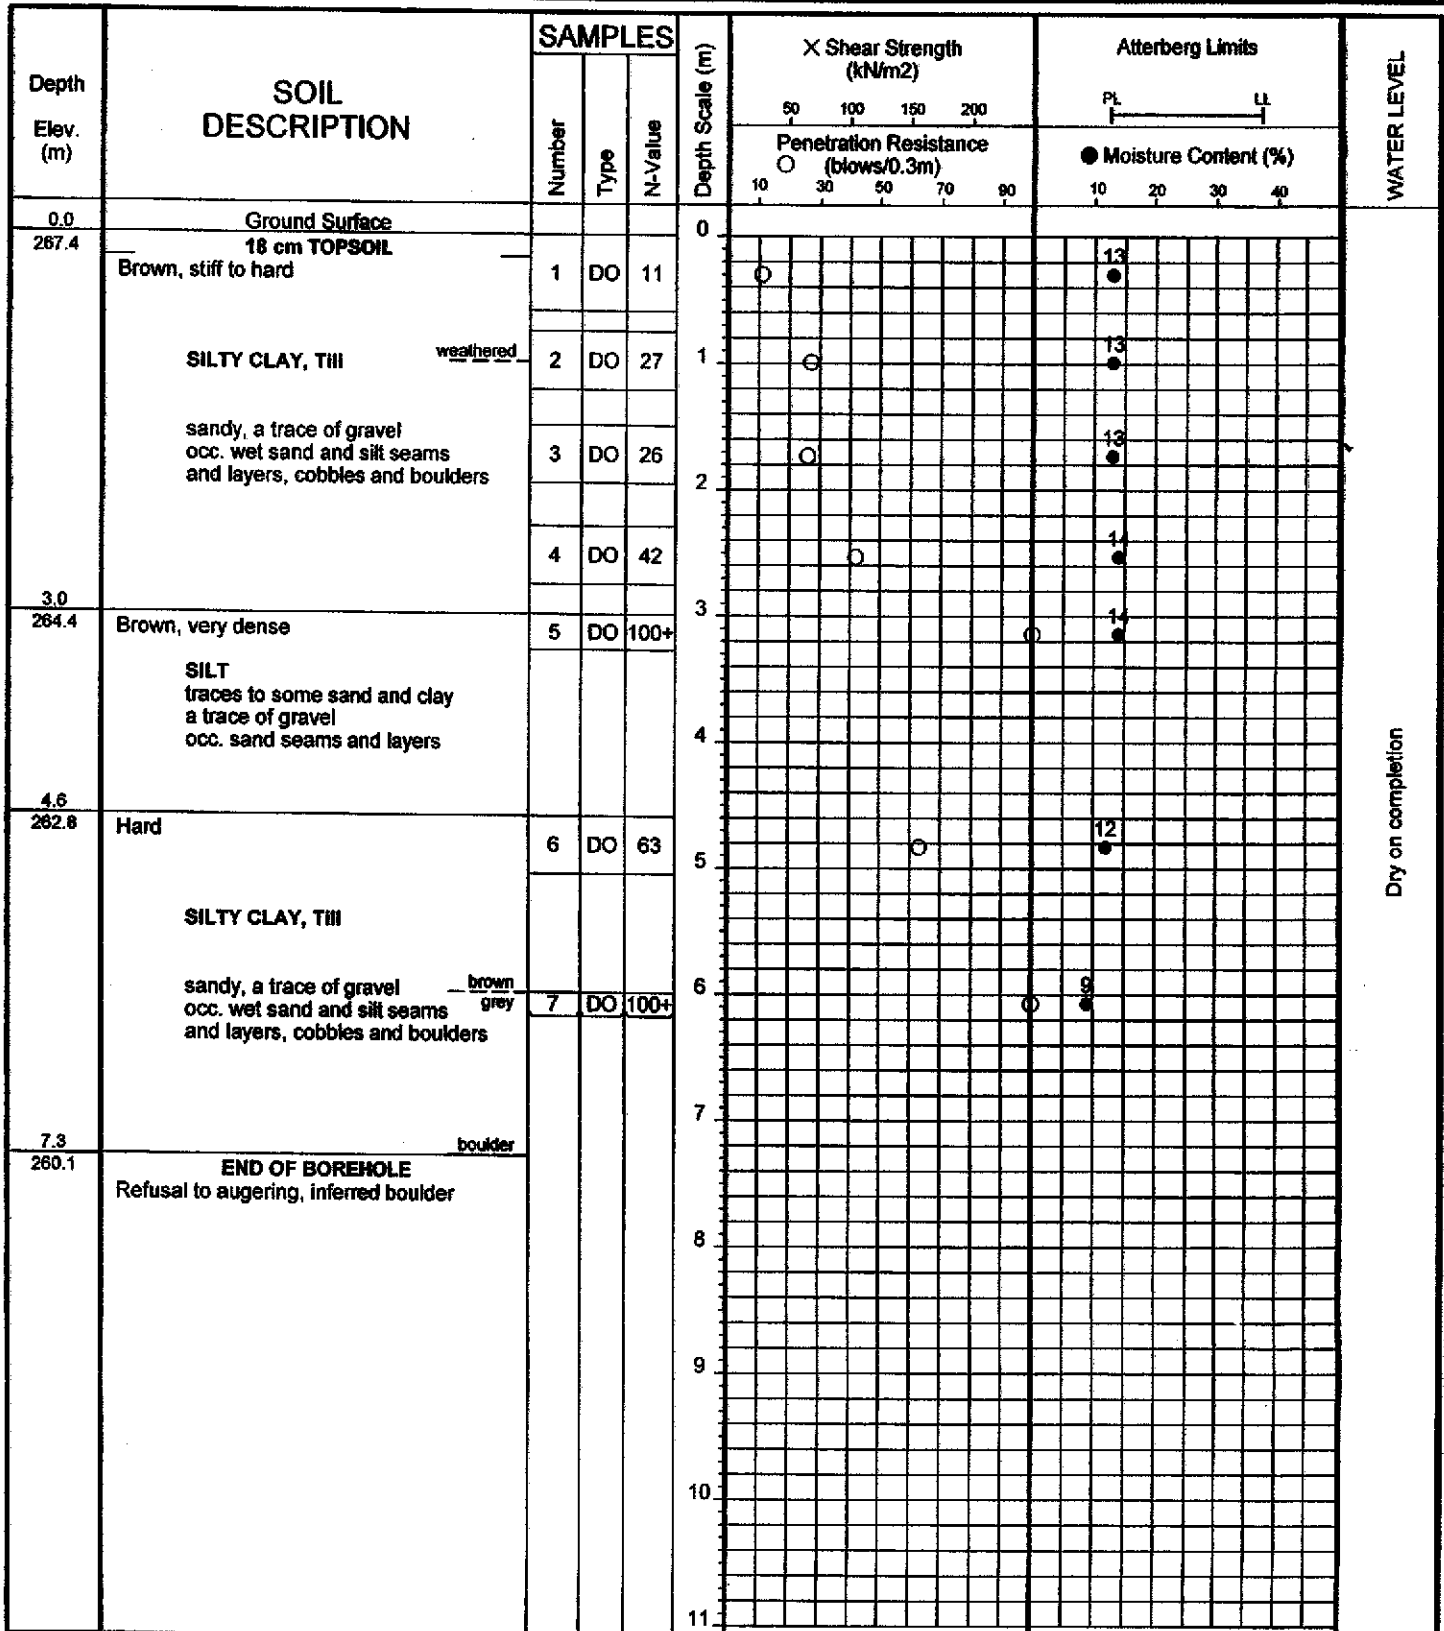 Depth
Elev.
(m)
SOIL
DESCRIPTION
SAMPLES
Number
Type
N-Value
Depth Scale (m)
× Shear Strength
(kN/m2)
50 100 150 200
Penetration Resistance
(blows/0.3m)
10 30 50 70 90
Atterberg Limits
PL LL
Moisture Content (%)
10 20 30 40
WATER LEVEL
0.0 Ground Surface
267.4 18 cm TOPSOIL
Brown, stiff to hard
1 DO 11
13
SILTY CLAY, Till weathered
2 DO 27
13
sandy, a trace of gravel
occ. wet sand and silt seams
and layers, cobbles and boulders
3 DO 26
13
4 DO 42
14
3.0
264.4 Brown, very dense
5 DO 100+
14
SILT
traces to some sand and clay
a trace of gravel
occ. sand seams and layers
4.6
262.8 Hard
6 DO 63
12
SILTY CLAY, Till
sandy, a trace of gravel brown
occ. wet sand and silt seams grey
and layers, cobbles and boulders
7 DO 100+
9
7.3 boulder
260.1 END OF BOREHOLE
Refusal to augering, inferred boulder
0
1
2
3
4
5
6
7
8
9
10
11
Dry on completion